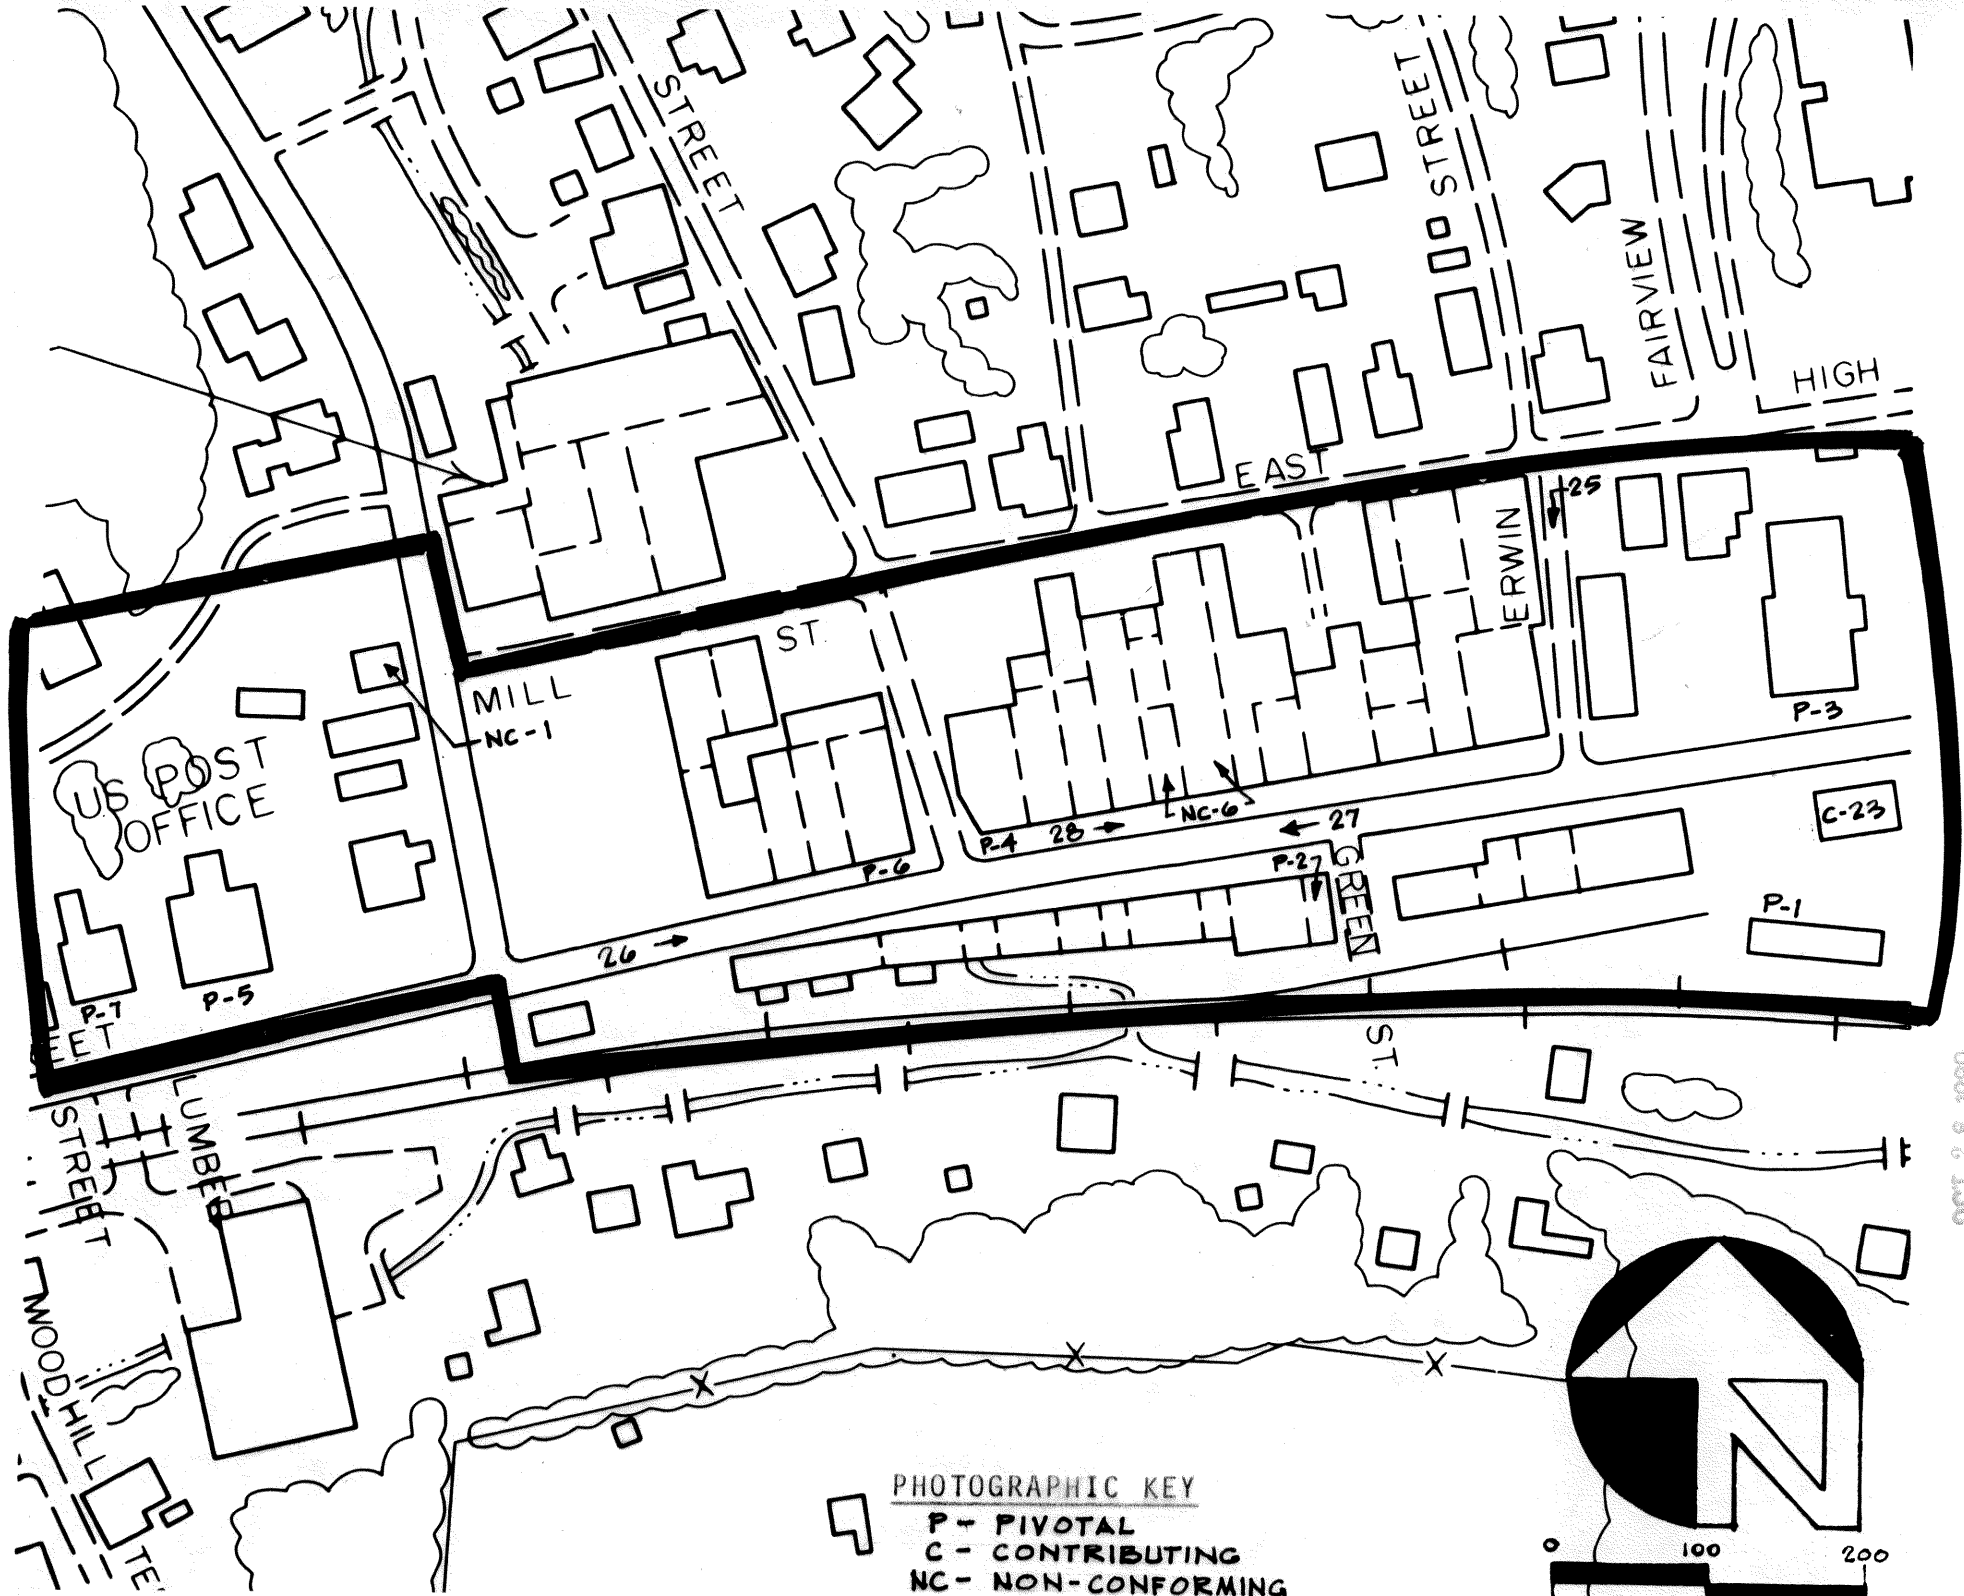 STREET
STREET
FAIRVIEW
HIGH
EAST
25
ERWIN
ST
MILL
NC-1
P-3
US POST
OFFICE
C-23
NC-6
27
28
P-4
P-6
P-27
GREEN
P-1
26
P-7
P-5
EET
ST.
LUMBER
STREET
WOODHILL
TE
PHOTOGRAPHIC KEY
P - PIVOTAL
C - CONTRIBUTING
NC - NON-CONFORMING
N
0 100 200